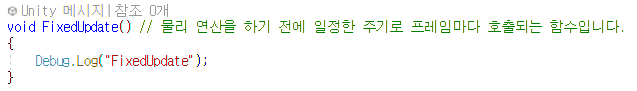 Unity 메시지 | 참조 0개
void FixedUpdate() // 물리 연산을 하기 전에 일정한 주기로 프레임마다 호출되는 함수입니다.
{
Debug.Log("FixedUpdate");
}